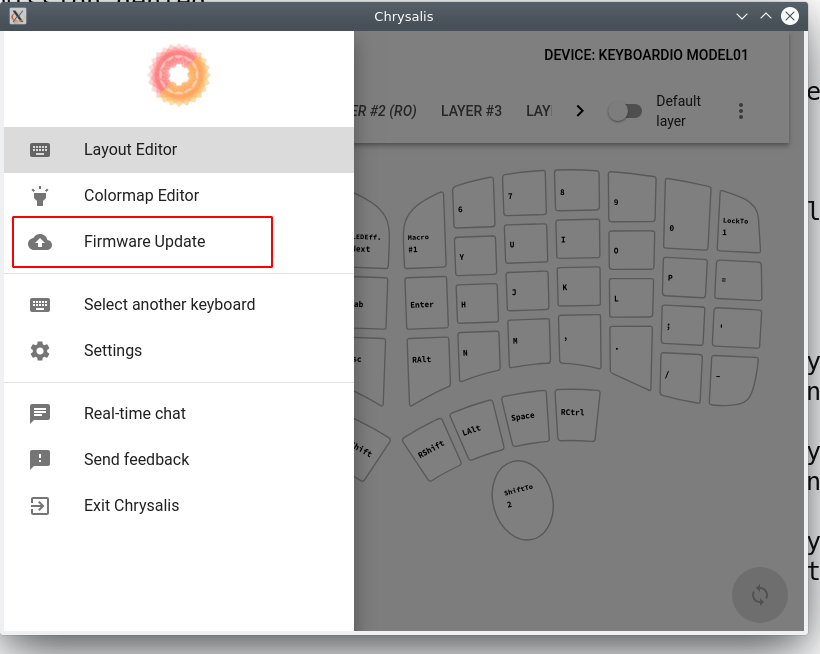 Chrysalis
DEVICE: KEYBOARDIO MODEL01
ER #2 (RO) LAYER #3 LAY
Default
layer
Layout Editor
Colormap Editor
Firmware Update
Select another keyboard
Settings
Real-time chat
Send feedback
Exit Chrysalis
LEDEff.
Next
Macro
#1
6
7
8
9
0
LockTo
1
Y
U
I
O
P
=
ab
Enter
H
J
K
L
;
'
sc
RAlt
N
M
,
.
/
-
hift
RShift
LAlt
Space
RCtrl
ShiftTo
2